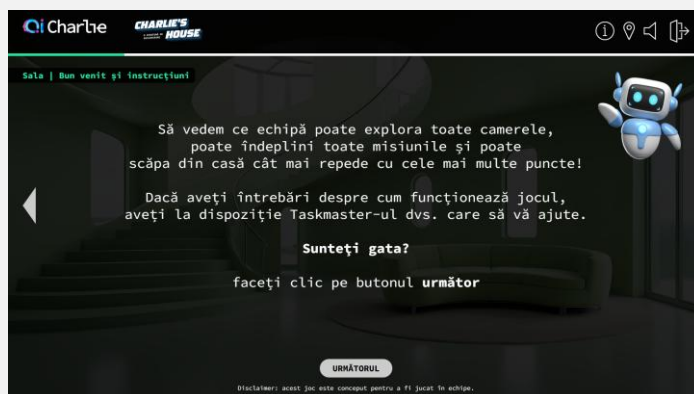 Qi Charlie
CHARLIE'S
HOUSE
Sala | Bun venit și instrucțiuni
Să vedem ce echipă poate explora toate camerele,
poate îndeplini toate misiunile și poate
scăpa din casă cât mai repede cu cele mai multe puncte!
Dacă aveți întrebări despre cum funcționează jocul,
aveți la dispoziție Taskmaster-ul dvs. care să vă ajute.
Sunteți gata?
faceți clic pe butonul următor
URMĂTORUL
Disclaimer: acest joc este conceput pentru a fi jucat în echipe.